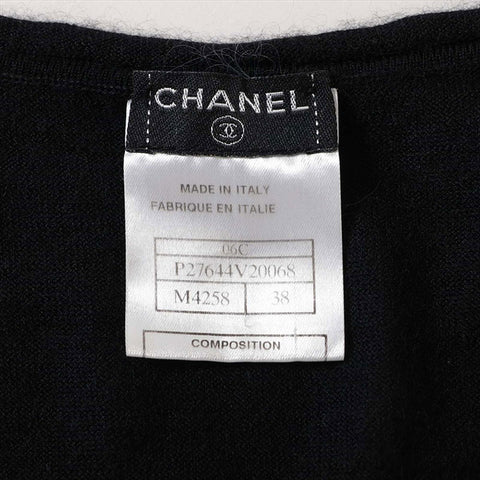 CHANEL
MADE IN ITALY
FABRIQUE EN ITALIE
06C
P27644V20068
M4258 38
COMPOSITION